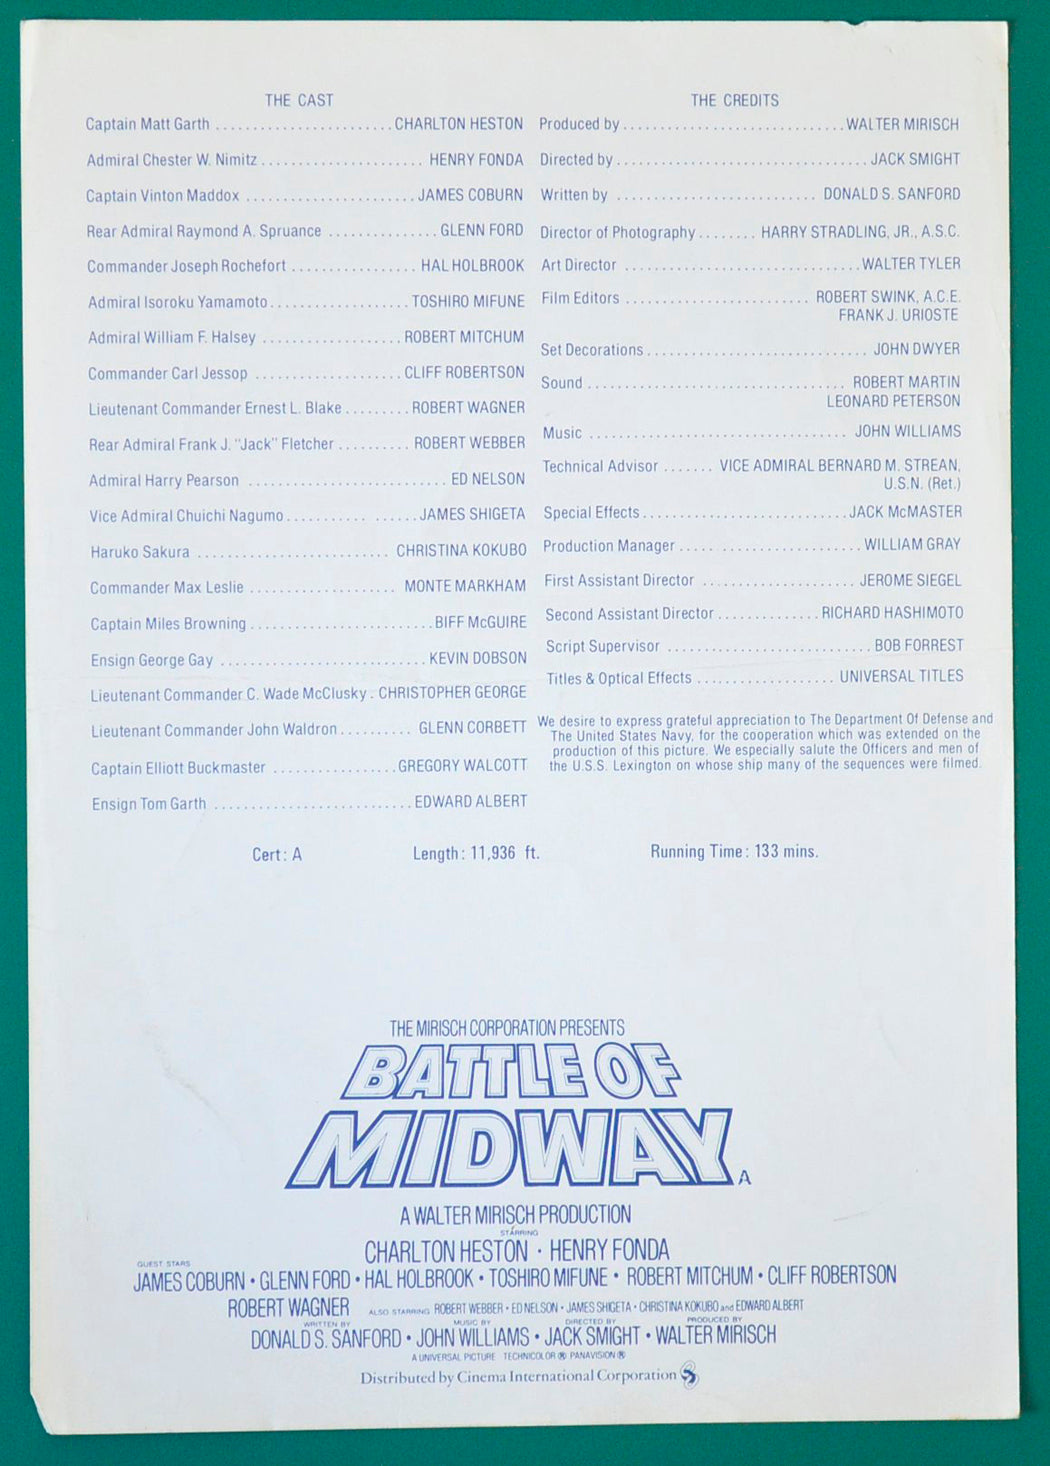 THE CAST
Captain Matt Garth ........................ CHARLTON HESTON
Admiral Chester W. Nimitz ...................... HENRY FONDA
Captain Vinton Maddox ....................... JAMES COBURN
Rear Admiral Raymond A. Spruance ............... GLENN FORD
Commander Joseph Rochefort ................. HAL HOLBROOK
Admiral Isoroku Yamamoto ................... TOSHIRO MIFUNE
Admiral William F. Halsey ................... ROBERT MITCHUM
Commander Carl Jessop .................... CLIFF ROBERTSON
Lieutenant Commander Ernest L. Blake ......... ROBERT WAGNER
Rear Admiral Frank J. "Jack" Fletcher .......... ROBERT WEBBER
Admiral Harry Pearson ........................... ED NELSON
Vice Admiral Chuichi Nagumo ........... ...... JAMES SHIGETA
Haruko Sakura .......................... CHRISTINA KOKUBO
Commander Max Leslie .................... MONTE MARKHAM
Captain Miles Browning ......................... BIFF McGUIRE
Ensign George Gay ............................ KEVIN DOBSON
Lieutenant Commander C. Wade McClusky . CHRISTOPHER GEORGE
Lieutenant Commander John Waldron .......... GLENN CORBETT
Captain Elliott Buckmaster ................. GREGORY WALCOTT
Ensign Tom Garth ........................... EDWARD ALBERT
THE CREDITS
Produced by .............................. WALTER MIRISCH
Directed by .................................. JACK SMIGHT
Written by ........................... DONALD S. SANFORD
Director of Photography ........ HARRY STRADLING, JR., A.S.C.
Art Director ................................ WALTER TYLER
Film Editors ......................... ROBERT SWINK, A.C.E.
FRANK J. URIOSTE
Set Decorations .............................. JOHN DWYER
Sound ................................... ROBERT MARTIN
LEONARD PETERSON
Music ................................... JOHN WILLIAMS
Technical Advisor ....... VICE ADMIRAL BERNARD M. STREAN,
U.S.N. (Ret.)
Special Effects ............................ JACK McMASTER
Production Manager ......................... WILLIAM GRAY
First Assistant Director ..................... JEROME SIEGEL
Second Assistant Director .............. RICHARD HASHIMOTO
Script Supervisor ............................ BOB FORREST
Titles & Optical Effects ................... UNIVERSAL TITLES
We desire to express grateful appreciation to The Department Of Defense and
The United States Navy, for the cooperation which was extended on the
production of this picture. We especially salute the Officers and men of
the U.S.S. Lexington on whose ship many of the sequences were filmed.
Cert: A Length: 11,936 ft. Running Time: 133 mins.
THE MIRISCH CORPORATION PRESENTS
BATTLE OF
MIDWAY A
A WALTER MIRISCH PRODUCTION
STARRING
CHARLTON HESTON · HENRY FONDA
GUEST STARS
JAMES COBURN • GLENN FORD • HAL HOLBROOK • TOSHIRO MIFUNE • ROBERT MITCHUM • CLIFF ROBERTSON
ROBERT WAGNER ALSO STARRING ROBERT WEBBER • ED NELSON • JAMES SHIGETA • CHRISTINA KOKUBO and EDWARD ALBERT
WRITTEN BY MUSIC BY DIRECTED BY PRODUCED BY
DONALD S. SANFORD • JOHN WILLIAMS • JACK SMIGHT • WALTER MIRISCH
A UNIVERSAL PICTURE TECHNICOLOR® PANAVISION®
Distributed by Cinema International Corporation